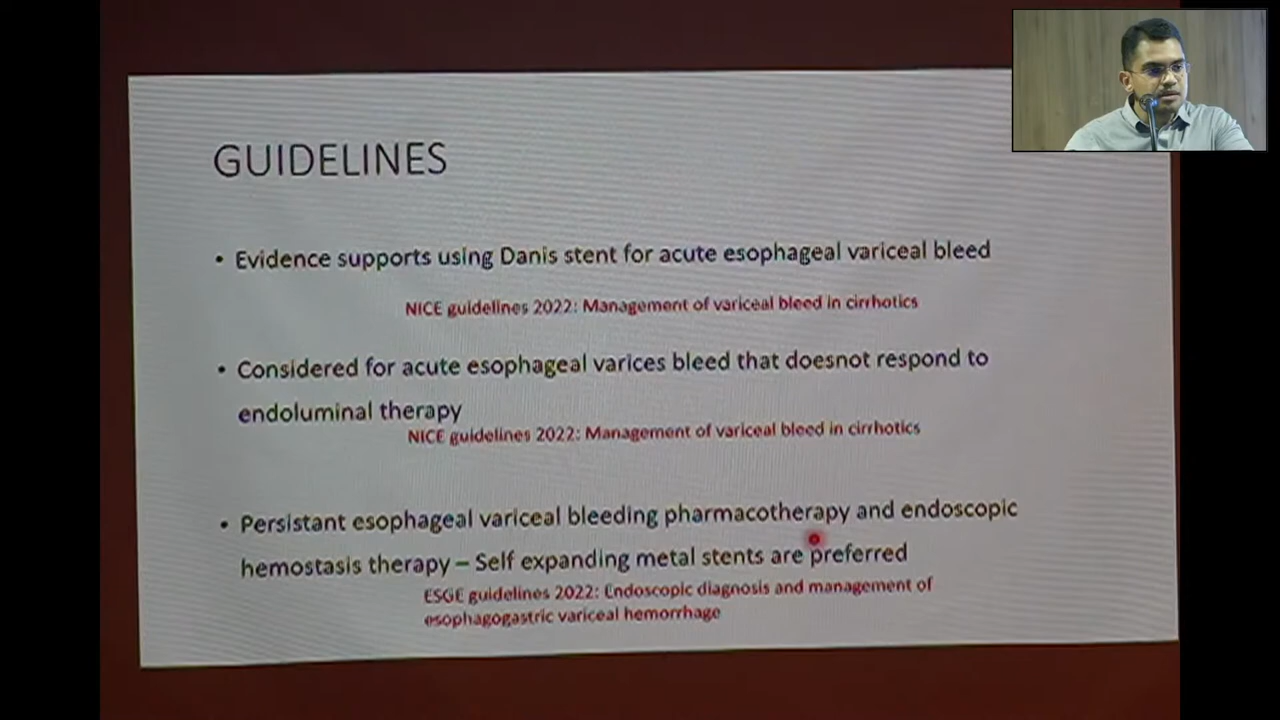 GUIDELINES
• Evidence supports using Danis stent for acute esophageal variceal bleed
NICE guidelines 2022: Management of variceal bleed in cirrhotics
• Considered for acute esophageal varices bleed that doesnot respond to
endoluminal therapy
NICE guidelines 2022: Management of variceal bleed in cirrhotics
• Persistant esophageal variceal bleeding pharmacotherapy and endoscopic
hemostasis therapy – Self expanding metal stents are preferred
ESGE guidelines 2022: Endoscopic diagnosis and management of
esophagogastric variceal hemorrhage